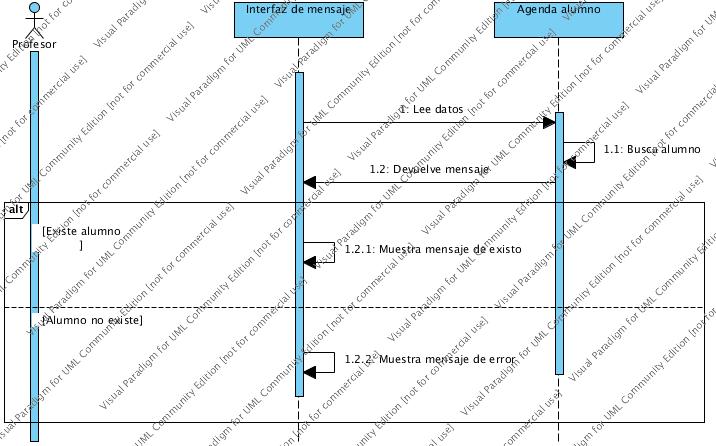 Interfaz de mensaje
Agenda alumno
Profesor
1: Lee datos
1.1: Busca alumno
1.2: Devuelve mensaje
alt
[Existe alumno
]
1.2.1: Muestra mensaje de existo
[Alumno no existe]
1.2.2: Muestra mensaje de error
Visual Paradigm for UML Community Edition [not for commercial use]